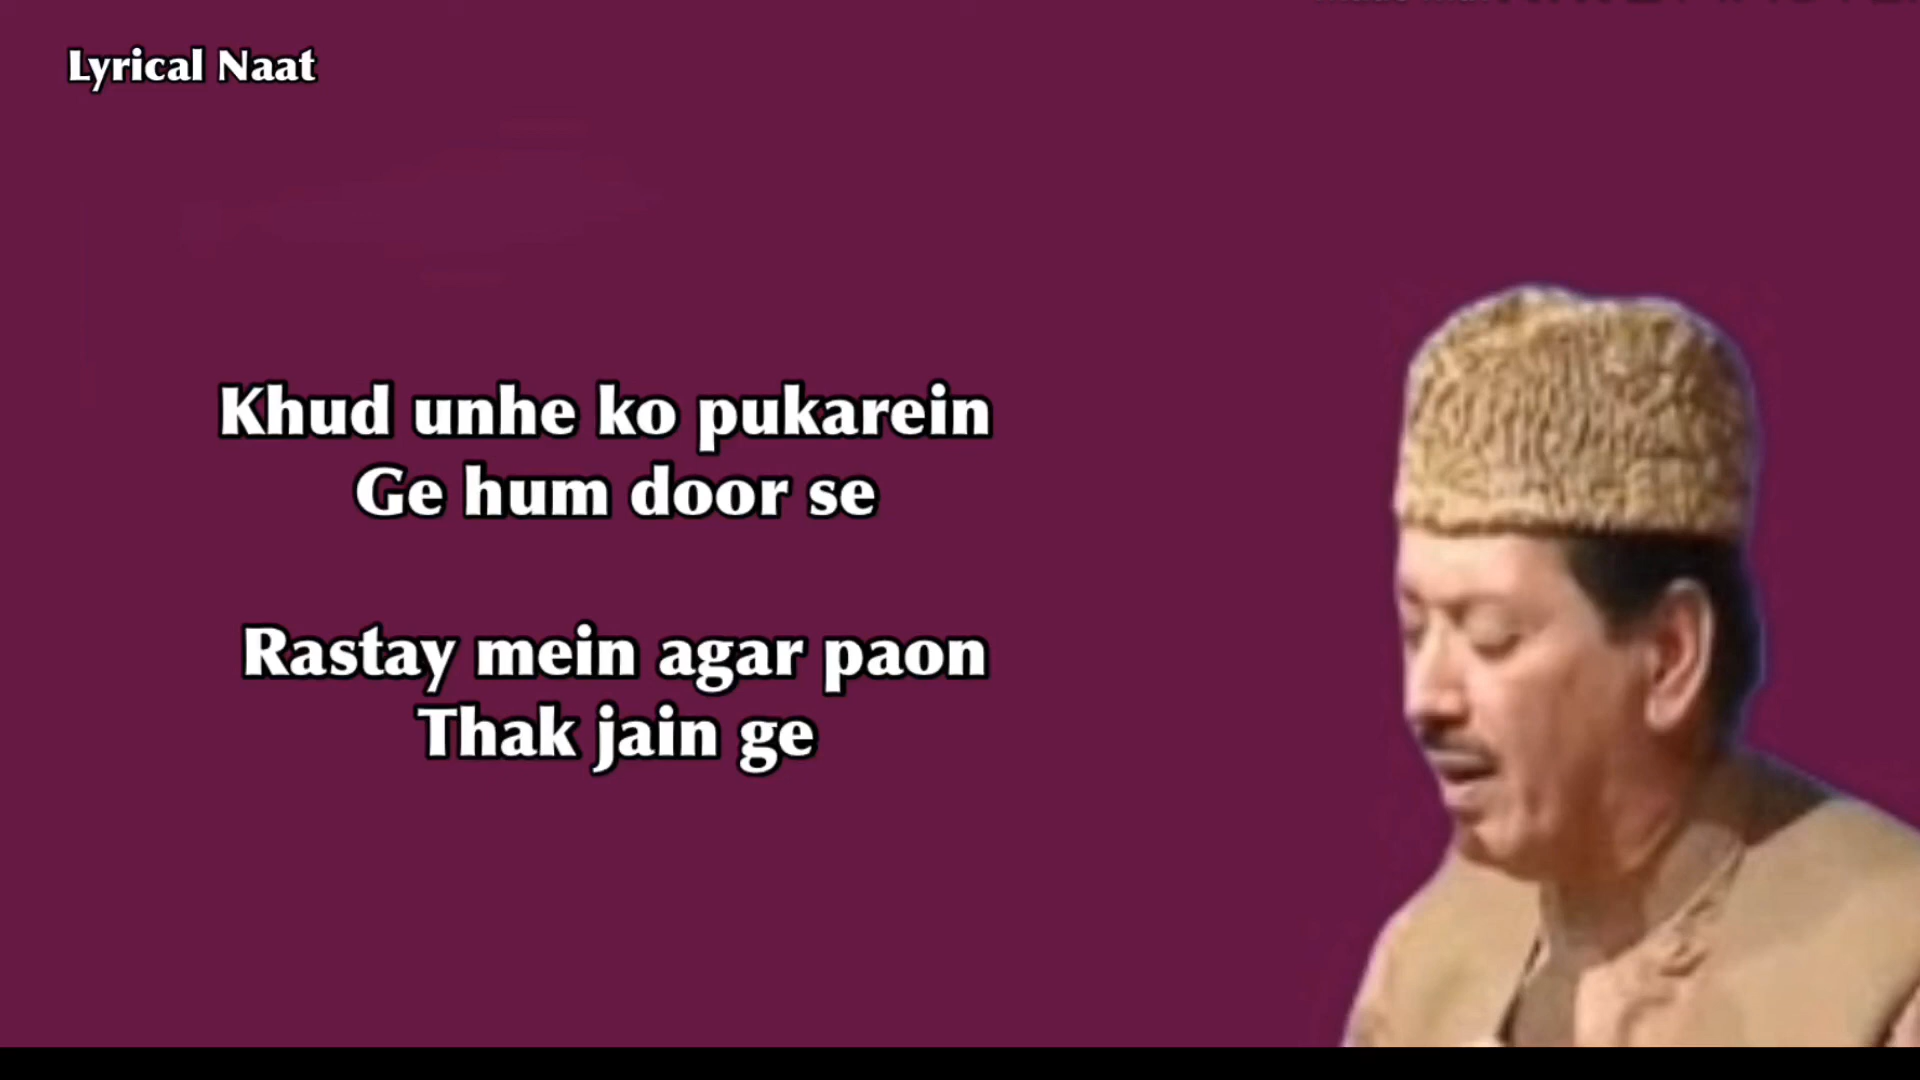 Lyrical Naat
Khud unhe ko pukarein
Ge hum door se
Rastay mein agar paon
Thak jain ge